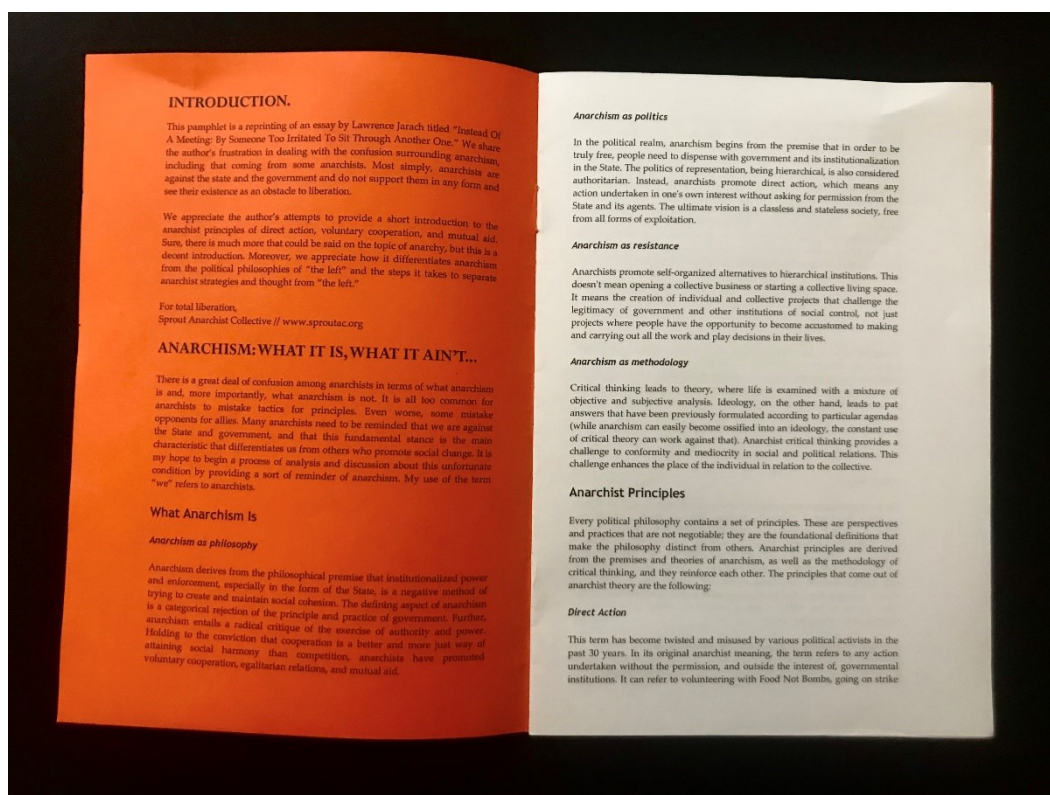 INTRODUCTION.
This pamphlet is a reprinting of an essay by Lawrence Jarach titled "Instead Of
A Meeting: By Someone Too Irritated To Sit Through Another One." We share
the author's frustration in dealing with the confusion surrounding anarchism,
including that coming from some anarchists. Most simply, anarchists are
against the state and the government and do not support them in any form and
see their existence as an obstacle to liberation.
We appreciate the author's attempts to provide a short introduction to the
anarchist principles of direct action, voluntary cooperation, and mutual aid.
Sure, there is much more that could be said on the topic of anarchy, but this is a
decent introduction. Moreover, we appreciate how it differentiates anarchism
from the political philosophies of "the left" and the steps it takes to separate
anarchist strategies and thought from "the left."
For total liberation,
Sprout Anarchist Collective // www.sproutac.org
ANARCHISM: WHAT IT IS, WHAT IT AIN'T...
There is a great deal of confusion among anarchists in terms of what anarchism
is and, more importantly, what anarchism is not. It is all too common for
anarchists to mistake tactics for principles. Even worse, some mistake
opponents for allies. Many anarchists need to be reminded that we are against
the State and government, and that this fundamental stance is the main
characteristic that differentiates us from others who promote social change. It is
my hope to begin a process of analysis and discussion about this unfortunate
condition by providing a sort of reminder of anarchism. My use of the term
"we" refers to anarchists.
What Anarchism Is
Anarchism as philosophy
Anarchism derives from the philosophical premise that institutionalized power
and enforcement, especially in the form of the State, is a negative method of
trying to create and maintain social cohesion. The defining aspect of anarchism
is a categorical rejection of the principle and practice of government. Further,
anarchism entails a radical critique of the exercise of authority and power.
Holding to the conviction that cooperation is a better and more just way of
attaining social harmony than competition, anarchists have promoted
voluntary cooperation, egalitarian relations, and mutual aid.
Anarchism as politics
In the political realm, anarchism begins from the premise that in order to be
truly free, people need to dispense with government and its institutionalization
in the State. The politics of representation, being hierarchical, is also considered
authoritarian. Instead, anarchists promote direct action, which means any
action undertaken in one's own interest without asking for permission from the
State and its agents. The ultimate vision is a classless and stateless society, free
from all forms of exploitation.
Anarchism as resistance
Anarchists promote self-organized alternatives to hierarchical institutions. This
doesn't mean opening a collective business or starting a collective living space.
It means the creation of individual and collective projects that challenge the
legitimacy of government and other institutions of social control, not just
projects where people have the opportunity to become accustomed to making
and carrying out all the work and play decisions in their lives.
Anarchism as methodology
Critical thinking leads to theory, where life is examined with a mixture of
objective and subjective analysis. Ideology, on the other hand, leads to pat
answers that have been previously formulated according to particular agendas
(while anarchism can easily become ossified into an ideology, the constant use
of critical theory can work against that). Anarchist critical thinking provides a
challenge to conformity and mediocrity in social and political relations. This
challenge enhances the place of the individual in relation to the collective.
Anarchist Principles
Every political philosophy contains a set of principles. These are perspectives
and practices that are not negotiable; they are the foundational definitions that
make the philosophy distinct from others. Anarchist principles are derived
from the premises and theories of anarchism, as well as the methodology of
critical thinking, and they reinforce each other. The principles that come out of
anarchist theory are the following:
Direct Action
This term has become twisted and misused by various political activists in the
past 30 years. In its original anarchist meaning, the term refers to any action
undertaken without the permission, and outside the interest of, governmental
institutions. It can refer to volunteering with Food Not Bombs, going on strike